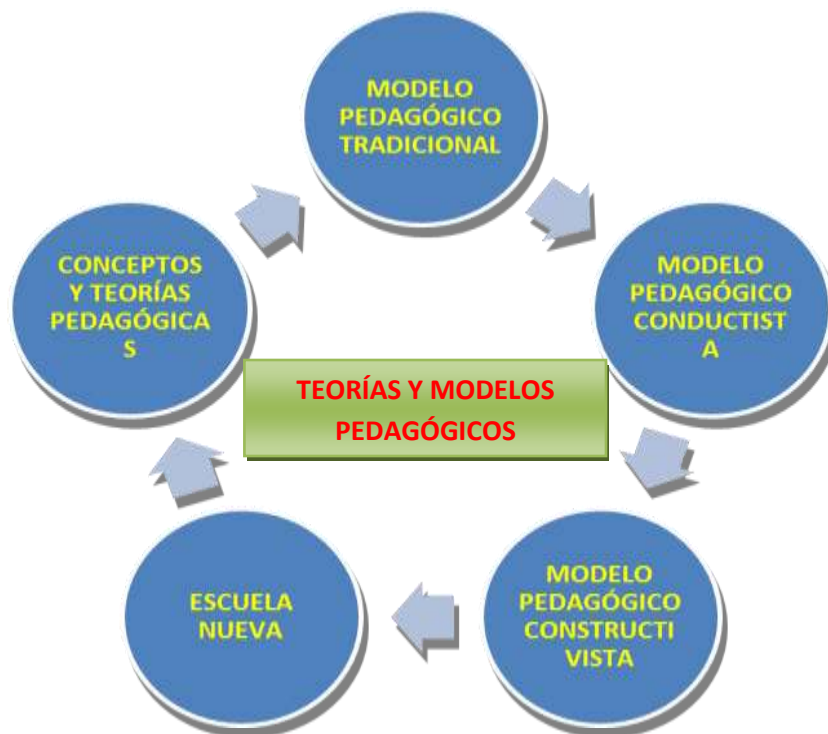 MODELO
PEDAGÓGICO
TRADICIONAL
MODELO
PEDAGÓGICO
CONDUCTIST
A
MODELO
PEDAGÓGICO
CONSTRUCTI
VISTA
ESCUELA
NUEVA
CONCEPTOS
Y TEORÍAS
PEDAGÓGICA
S
TEORÍAS Y MODELOS
PEDAGÓGICOS